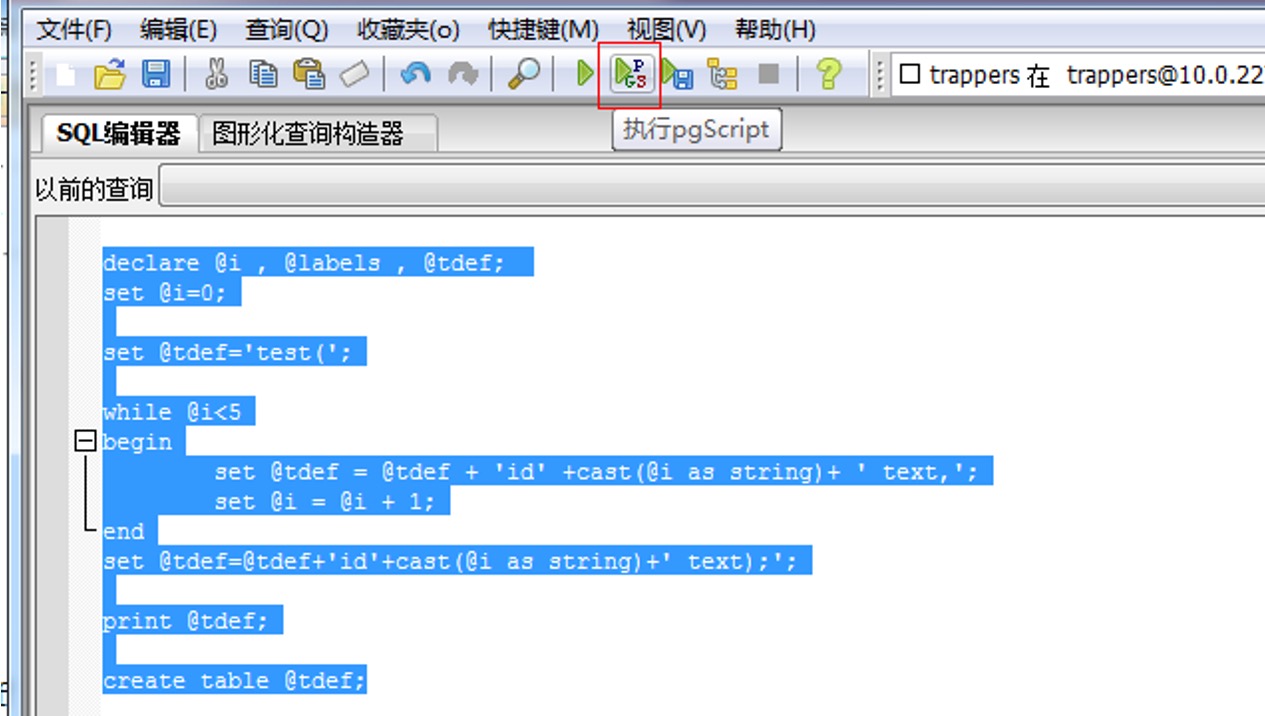 文件(F) 编辑(E) 查询(Q) 收藏夹(o) 快捷键(M) 视图(V) 帮助(H)
PGS
trappers 在 trappers@10.0.22
执行pgScript
SQL编辑器 图形化查询构造器
以前的查询
declare @i , @labels , @tdef;
set @i=0;
set @tdef='test(';
while @i<5
begin
set @tdef = @tdef + 'id' +cast(@i as string)+ ' text,';
set @i = @i + 1;
end
set @tdef=@tdef+'id'+cast(@i as string)+' text);';
print @tdef;
create table @tdef;